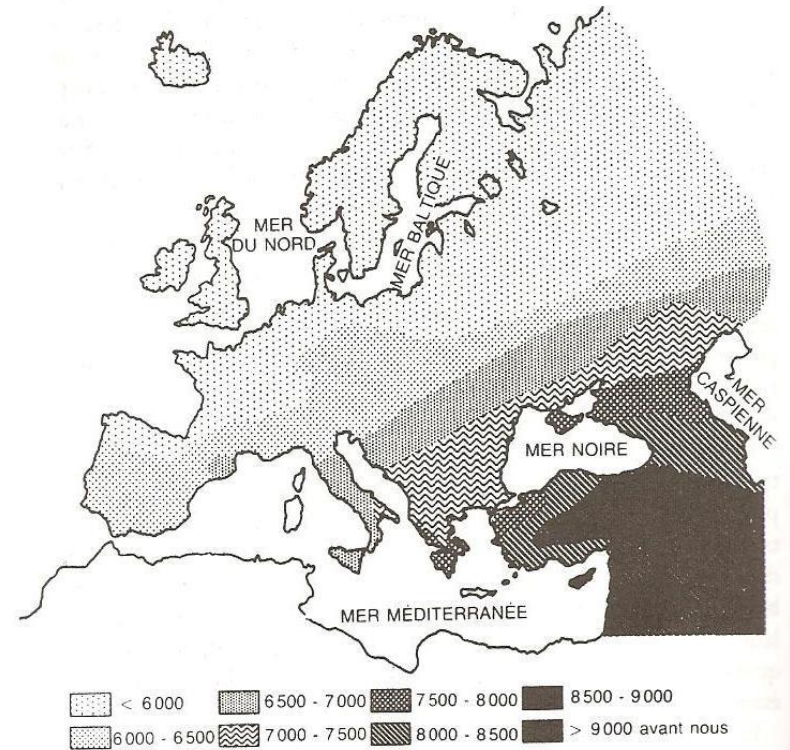 MER
DU NORD
MER BALTIQUE
MER
CASPIENNE
MER NOIRE
MER MÉDITERRANÉE
< 6000
6500 - 7000
7500 - 8000
8500 - 9000
6000 - 6500
7000 - 7500
8000 - 8500
> 9000 avant nous